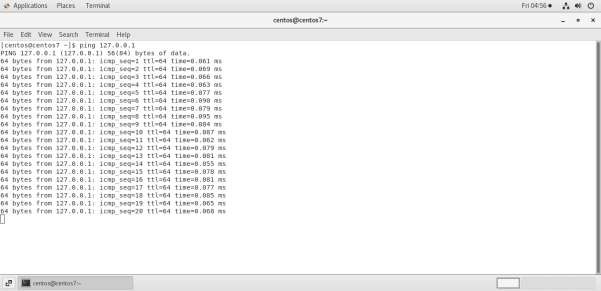 Applications Places Terminal Fri 04:56
centos@centos7:~
File Edit View Search Terminal Help
[centos@centos7 ~]$ ping 127.0.0.1
PING 127.0.0.1 (127.0.0.1) 56(84) bytes of data.
64 bytes from 127.0.0.1: icmp_seq=1 ttl=64 time=0.061 ms
64 bytes from 127.0.0.1: icmp_seq=2 ttl=64 time=0.069 ms
64 bytes from 127.0.0.1: icmp_seq=3 ttl=64 time=0.066 ms
64 bytes from 127.0.0.1: icmp_seq=4 ttl=64 time=0.063 ms
64 bytes from 127.0.0.1: icmp_seq=5 ttl=64 time=0.077 ms
64 bytes from 127.0.0.1: icmp_seq=6 ttl=64 time=0.090 ms
64 bytes from 127.0.0.1: icmp_seq=7 ttl=64 time=0.079 ms
64 bytes from 127.0.0.1: icmp_seq=8 ttl=64 time=0.095 ms
64 bytes from 127.0.0.1: icmp_seq=9 ttl=64 time=0.084 ms
64 bytes from 127.0.0.1: icmp_seq=10 ttl=64 time=0.087 ms
64 bytes from 127.0.0.1: icmp_seq=11 ttl=64 time=0.062 ms
64 bytes from 127.0.0.1: icmp_seq=12 ttl=64 time=0.079 ms
64 bytes from 127.0.0.1: icmp_seq=13 ttl=64 time=0.081 ms
64 bytes from 127.0.0.1: icmp_seq=14 ttl=64 time=0.055 ms
64 bytes from 127.0.0.1: icmp_seq=15 ttl=64 time=0.078 ms
64 bytes from 127.0.0.1: icmp_seq=16 ttl=64 time=0.081 ms
64 bytes from 127.0.0.1: icmp_seq=17 ttl=64 time=0.077 ms
64 bytes from 127.0.0.1: icmp_seq=18 ttl=64 time=0.085 ms
64 bytes from 127.0.0.1: icmp_seq=19 ttl=64 time=0.065 ms
64 bytes from 127.0.0.1: icmp_seq=20 ttl=64 time=0.068 ms
centos@centos7:~